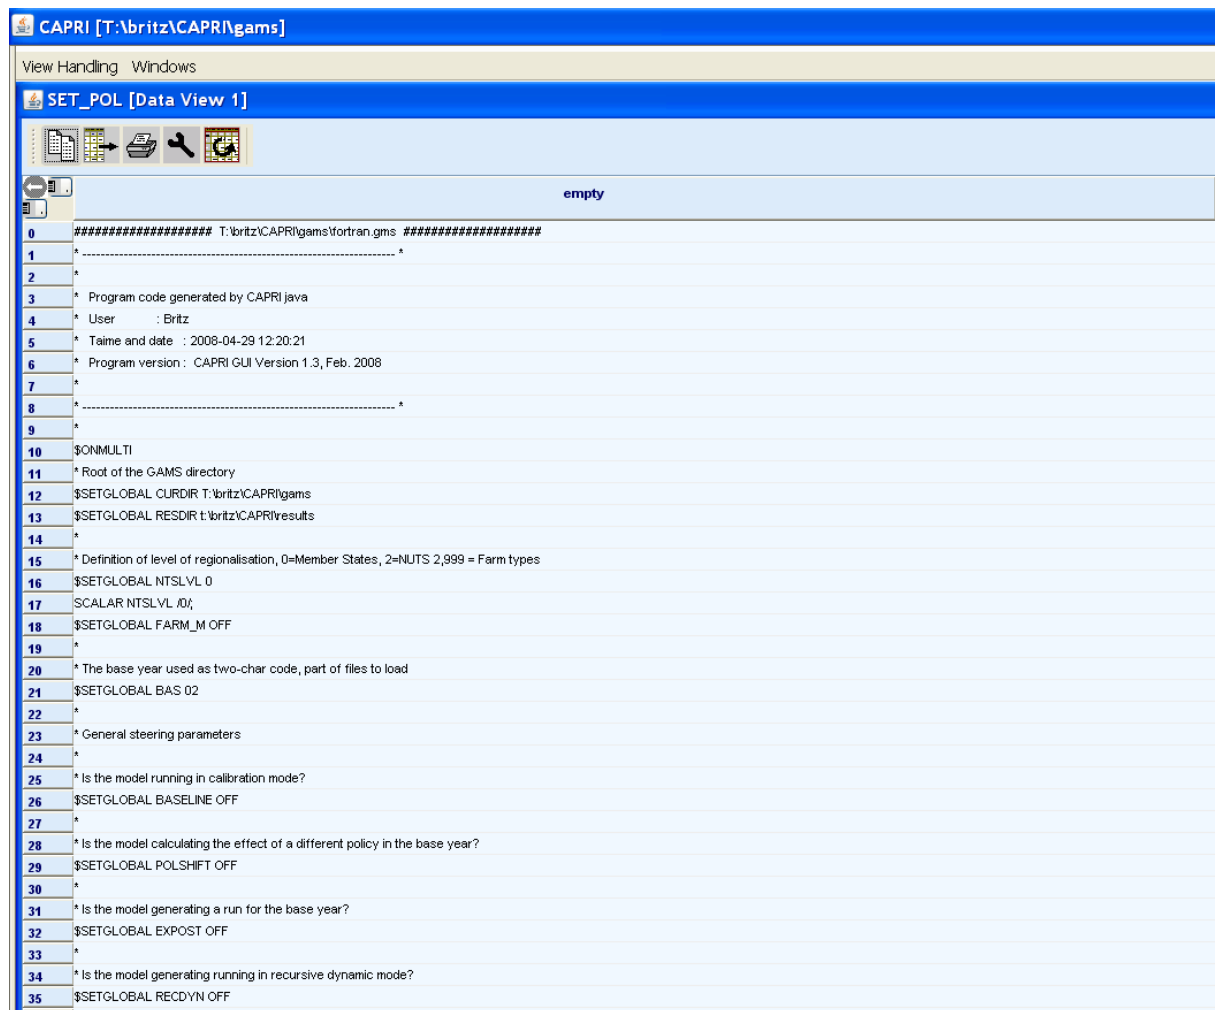 CAPRI [T:\britz\CAPRI\gams]
View Handling Windows
SET_POL [Data View 1]
empty
0 #################### T:\britz\CAPRI\gams\fortran.gms ####################
1 * -------------------------------------------------------------------- *
2 *
3 * Program code generated by CAPRI java
4 * User : Britz
5 * Taime and date : 2008-04-29 12:20:21
6 * Program version : CAPRI GUI Version 1.3, Feb. 2008
7 *
8 * -------------------------------------------------------------------- *
9 *
10 $ONMULTI
11 * Root of the GAMS directory
12 $SETGLOBAL CURDIR T:\britz\CAPRI\gams
13 $SETGLOBAL RESDIR t:\britz\CAPRI\results
14 *
15 * Definition of level of regionalisation, 0=Member States, 2=NUTS 2,999 = Farm types
16 $SETGLOBAL NTSLVL 0
17 SCALAR NTSLVL /0/;
18 $SETGLOBAL FARM_M OFF
19 *
20 * The base year used as two-char code, part of files to load
21 $SETGLOBAL BAS 02
22 *
23 * General steering parameters
24 *
25 * Is the model running in calibration mode?
26 $SETGLOBAL BASELINE OFF
27 *
28 * Is the model calculating the effect of a different policy in the base year?
29 $SETGLOBAL POLSHIFT OFF
30 *
31 * Is the model generating a run for the base year?
32 $SETGLOBAL EXPOST OFF
33 *
34 * Is the model generating running in recursive dynamic mode?
35 $SETGLOBAL RECDYN OFF